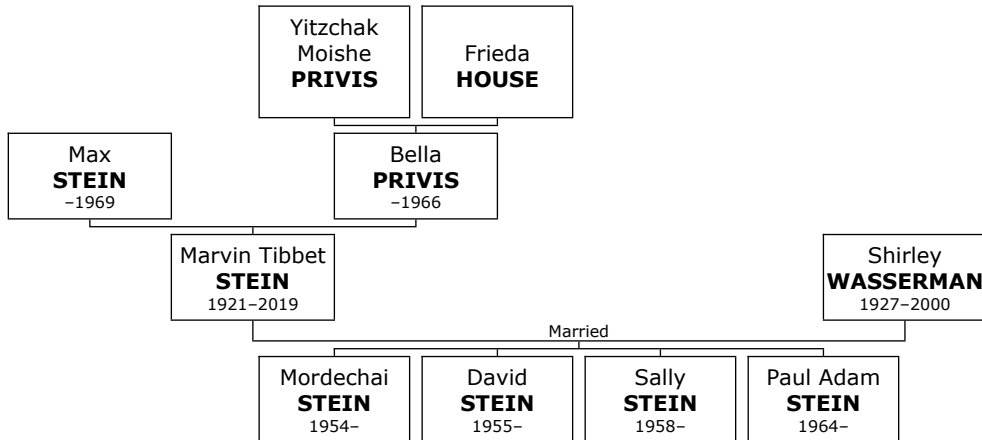 Yitzchak
Moishe
PRIVIS
Frieda
HOUSE
Max
STEIN
–1969
Bella
PRIVIS
–1966
Marvin Tibbet
STEIN
1921–2019
Shirley
WASSERMAN
1927–2000
Married
Mordechai
STEIN
1954–
David
STEIN
1955–
Sally
STEIN
1958–
Paul Adam
STEIN
1964–